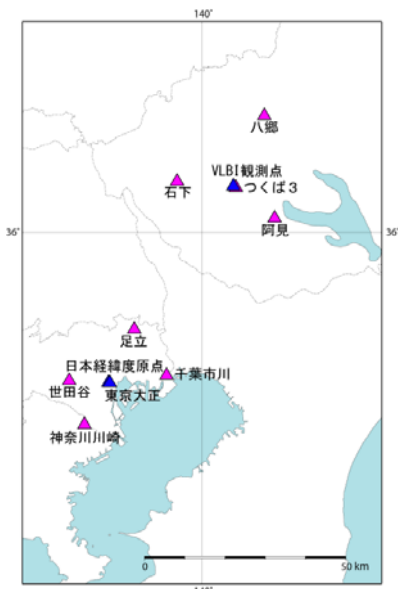 140°
八郷
VLBI観測点
つくば3
石下
阿見
36°
36°
足立
日本経緯度原点
千葉市川
世田谷
東京大正
神奈川川崎
0
50 km